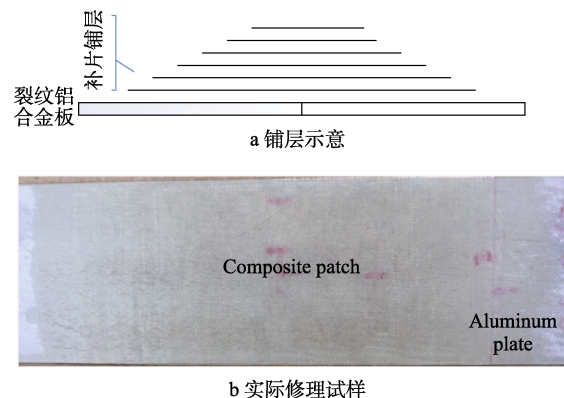 补片铺层
裂纹铝
合金板
a 铺层示意
Composite patch
Aluminum
plate
b 实际修理试样